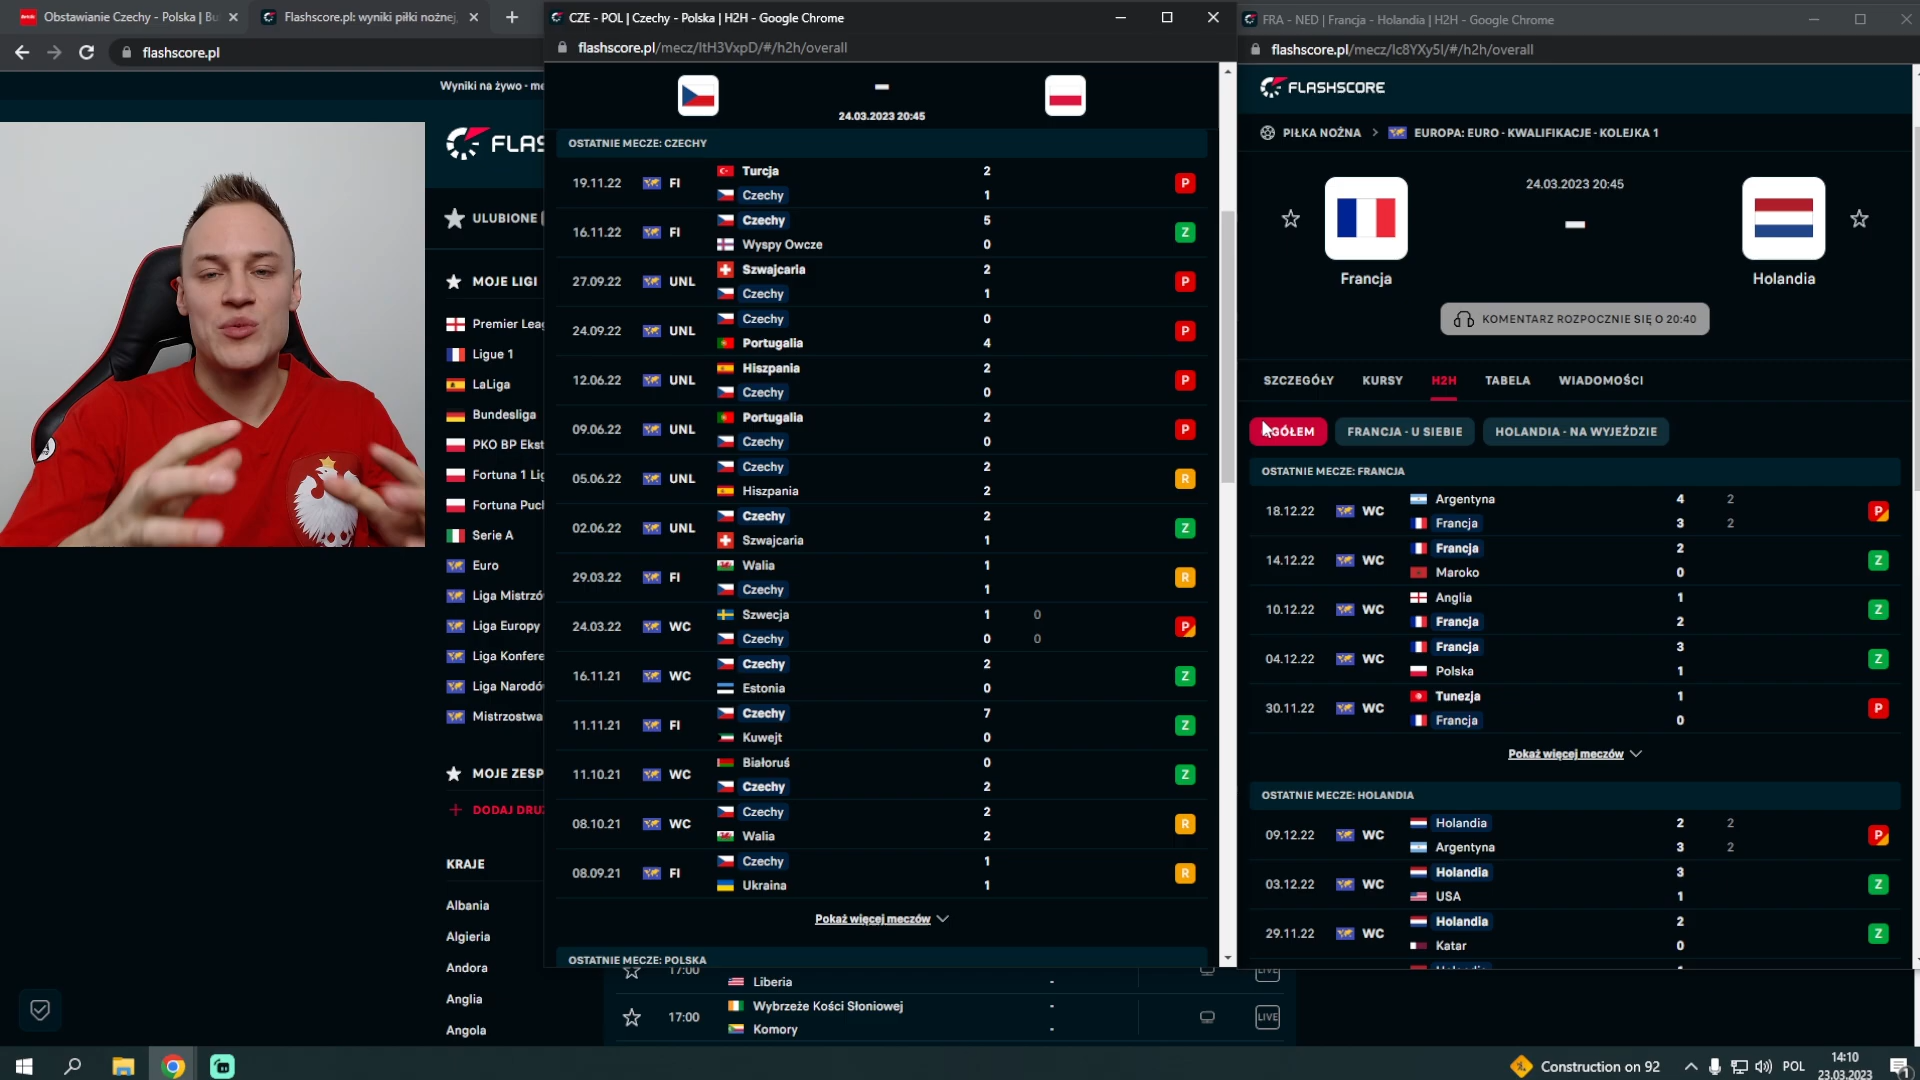 Obstawianie Czechy - Polska | Bu
Flashscore.pl: wyniki piłki nożnej,
flashscore.pl
Wyniki na żywo - me
FLAS
ULUBIONE
MOJE LIGI
Premier Leag
Ligue 1
LaLiga
Bundesliga
PKO BP Ekst
Fortuna 1 Lig
Fortuna Puch
Serie A
Euro
Liga Mistrzó
Liga Europy
Liga Konfere
Liga Narodó
Mistrzostwa
MOJE ZESP
DODAJ DRUŻ
KRAJE
Albania
Algieria
Andora
Anglia
Angola
CZE - POL | Czechy - Polska | H2H - Google Chrome
flashscore.pl/mecz/ltH3VxpD/#/h2h/overall
24.03.2023 20:45
OSTATNIE MECZE: CZECHY
19.11.22 FI Turcja 2 P
Czechy 1
16.11.22 FI Czechy 5 Z
Wyspy Owcze 0
27.09.22 UNL Szwajcaria 2 P
Czechy 1
24.09.22 UNL Czechy 0 P
Portugalia 4
12.06.22 UNL Hiszpania 2 P
Czechy 0
09.06.22 UNL Portugalia 2 P
Czechy 0
05.06.22 UNL Czechy 2 R
Hiszpania 2
02.06.22 UNL Czechy 2 Z
Szwajcaria 1
29.03.22 FI Walia 1 R
Czechy 1
24.03.22 WC Szwecja 1 0 P
Czechy 0 0
16.11.21 WC Czechy 2 Z
Estonia 0
11.11.21 FI Czechy 7 Z
Kuwejt 0
11.10.21 WC Białoruś 0 Z
Czechy 2
08.10.21 WC Czechy 2 R
Walia 2
08.09.21 FI Czechy 1 R
Ukraina 1
Pokaż więcej meczów
OSTATNIE MECZE: POLSKA
17:00 LIVE
Liberia -
17:00 Wybrzeże Kości Słoniowej - LIVE
Komory -
FRA - NED | Francja - Holandia | H2H - Google Chrome
flashscore.pl/mecz/Ic8YXy5l/#/h2h/overall
FLASHSCORE
PIŁKA NOŻNA > EUROPA: EURO - KWALIFIKACJE - KOLEJKA 1
24.03.2023 20:45
Francja
Holandia
KOMENTARZ ROZPOCZNIE SIĘ O 20:40
SZCZEGÓŁY KURSY H2H TABELA WIADOMOŚCI
GÓŁEM FRANCJA - U SIEBIE HOLANDIA - NA WYJEŹDZIE
OSTATNIE MECZE: FRANCJA
18.12.22 WC Argentyna 4 2 P
Francja 3 2
14.12.22 WC Francja 2 Z
Maroko 0
10.12.22 WC Anglia 1 Z
Francja 2
04.12.22 WC Francja 3 Z
Polska 1
30.11.22 WC Tunezja 1 P
Francja 0
Pokaż więcej meczów
OSTATNIE MECZE: HOLANDIA
09.12.22 WC Holandia 2 2 P
Argentyna 3 2
03.12.22 WC Holandia 3 Z
USA 1
29.11.22 WC Holandia 2 Z
Katar 0
Construction on 92
POL
14:10
23.03.2023